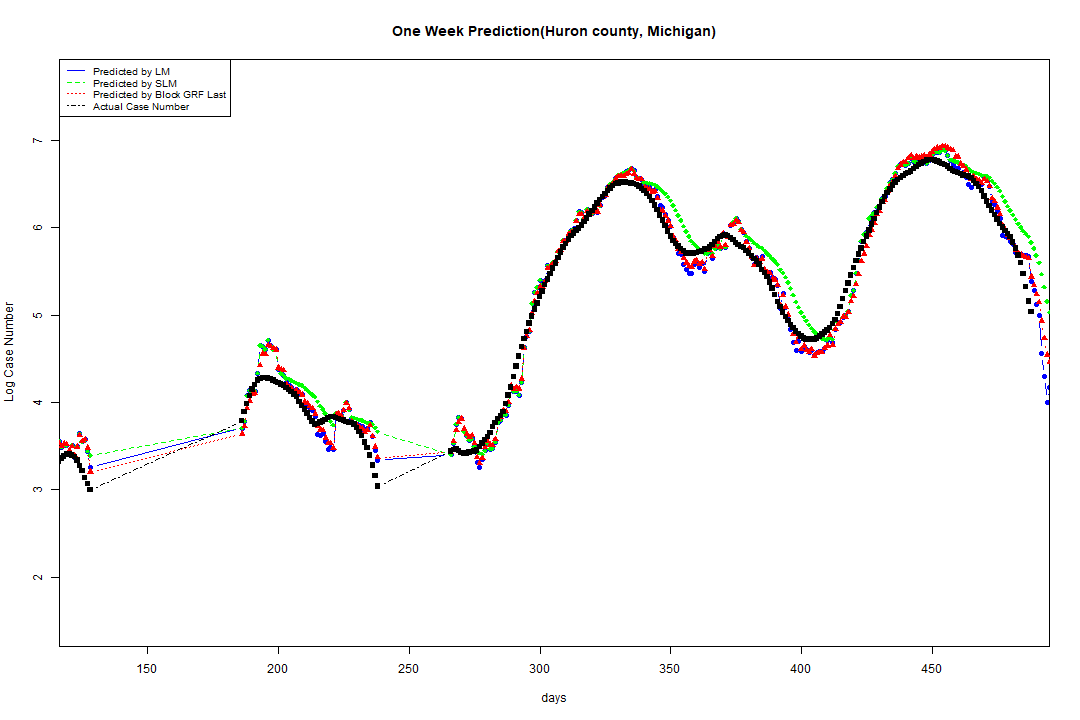 One Week Prediction(Huron county, Michigan)
Predicted by LM
Predicted by SLM
Predicted by Block GRF Last
Actual Case Number
Log Case Number
7
6
5
4
3
2
150 200 250 300 350 400 450
days